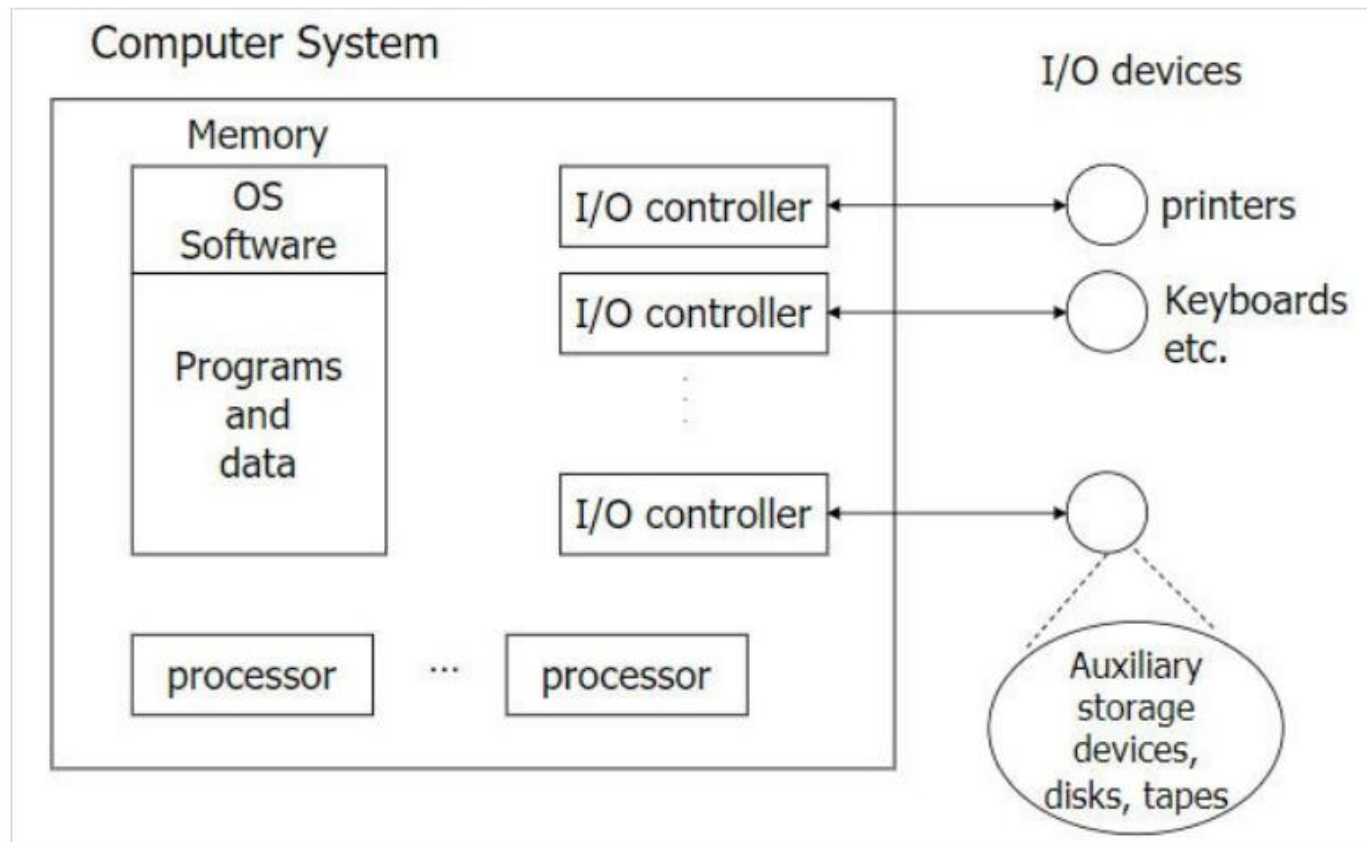 Computer System
I/O devices
Memory
OS
Software
Programs
and
data
I/O controller
I/O controller
I/O controller
printers
Keyboards
etc.
processor
...
processor
Auxiliary
storage
devices,
disks, tapes